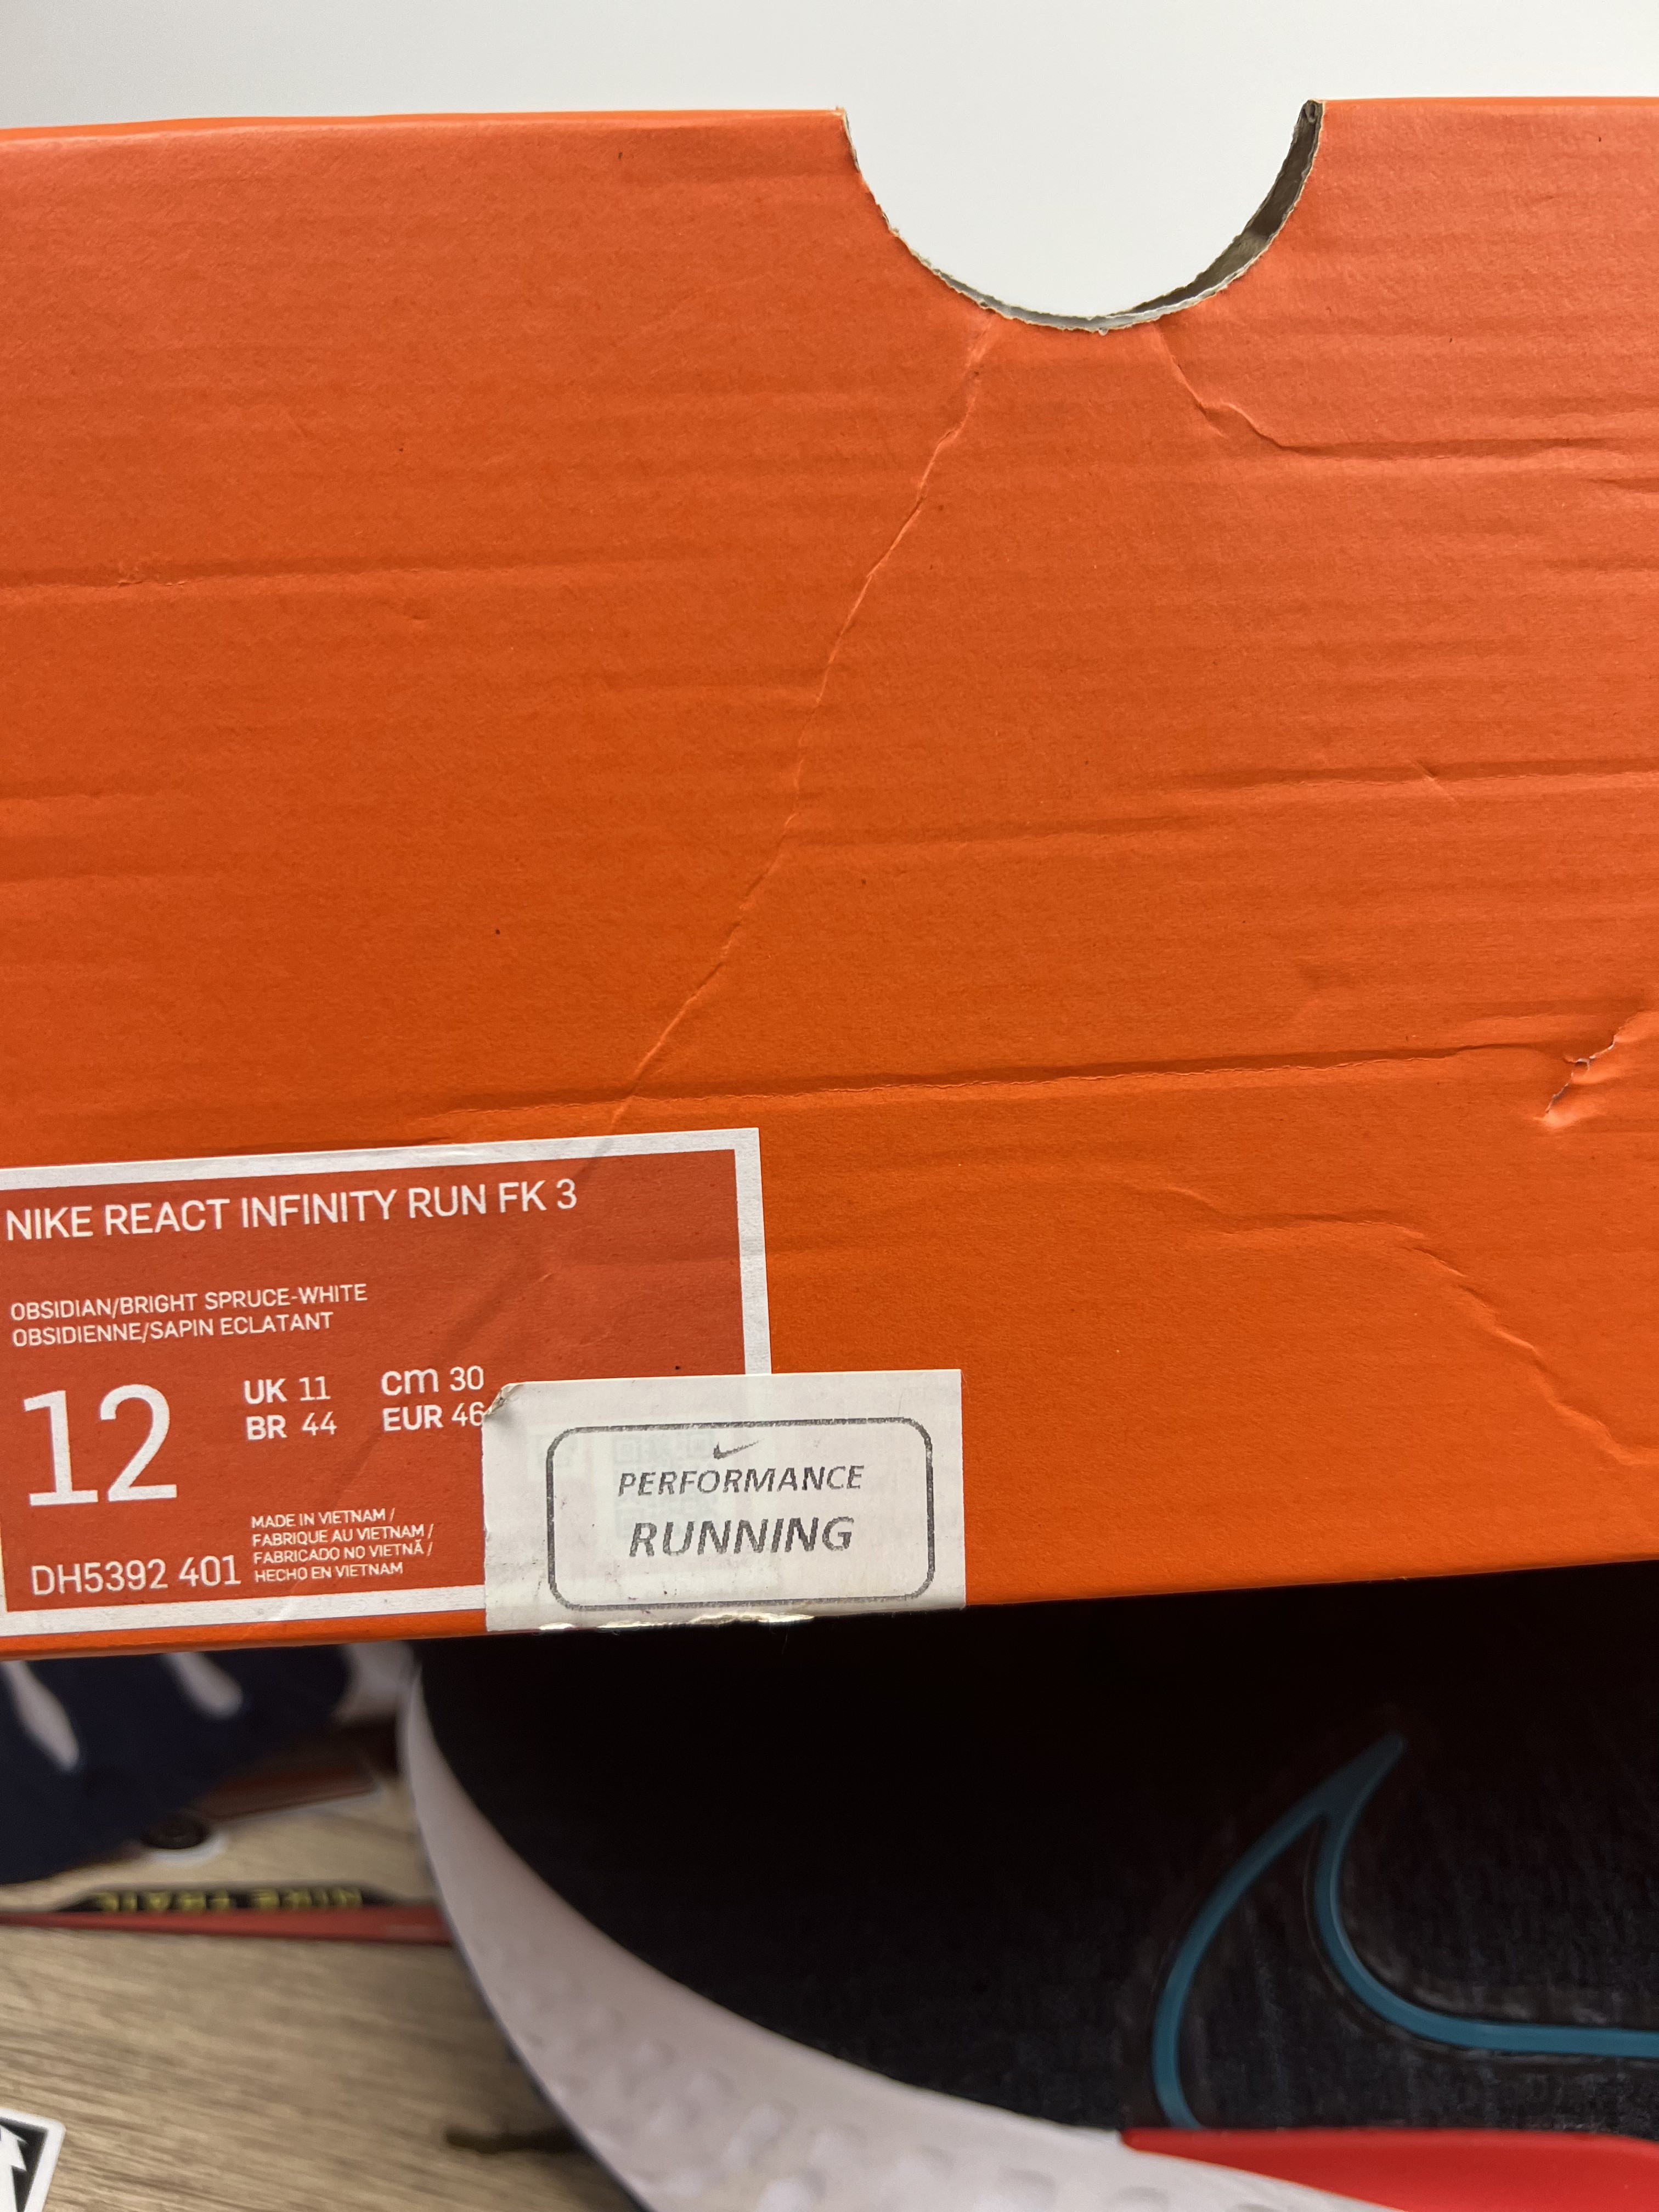 NIKE REACT INFINITY RUN FK 3
OBSIDIAN/BRIGHT SPRUCE-WHITE
OBSIDIENNE/SAPIN ECLATANT
12
UK 11
cm 30
BR 44
EUR 46
MADE IN VIETNAM /
FABRIQUE AU VIETNAM /
FABRICADO NO VIETNÃ /
HECHO EN VIETNAM
DH5392 401
PERFORMANCE
RUNNING
NIKE TRAIL